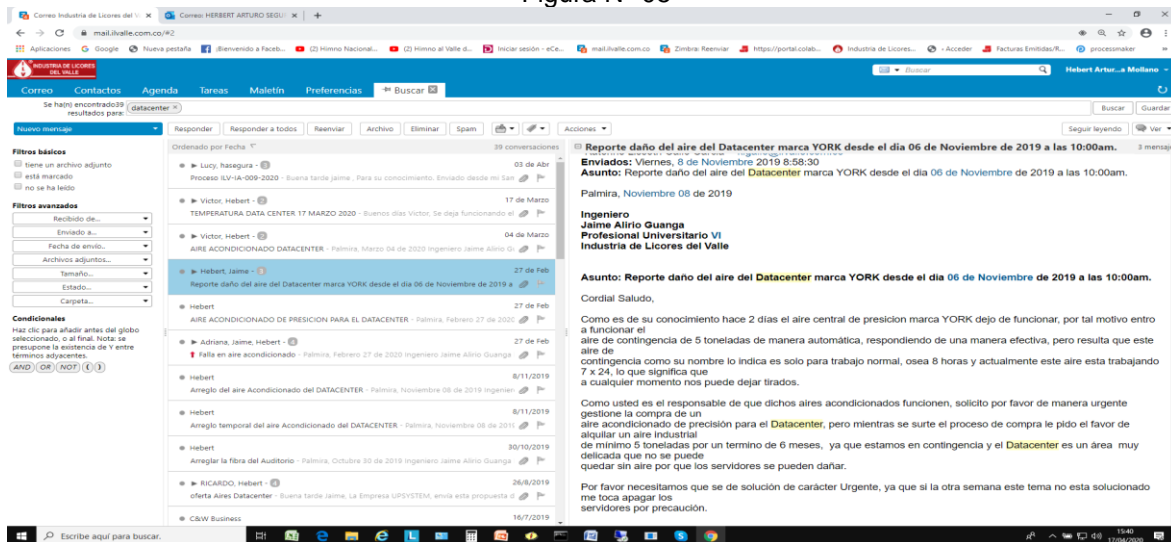 Figura N° 63
Correo Industria de Licores del V
Correo: HERBERT ARTURO SEGU
mail.ilvalle.com.co/#2
Aplicaciones
Google
Nueva pestaña
¡Bienvenido a Faceb...
(2) Himno Nacional...
(2) Himno al Valle d...
Iniciar sesión - eCe...
mail.ilvalle.com.co
Zimbra: Reenviar
https://portal.colab...
Industria de Licores...
- Acceder
Facturas Emitidas/R...
processmaker
INDUSTRIA DE LICORES
DEL VALLE
Buscar
Hebert Artur...a Mollano
Correo Contactos Agenda Tareas Maletín Preferencias Buscar
Se ha(n) encontrado39
resultados para:
datacenter
Buscar Guardar
Nuevo mensaje
Responder Responder a todos Reenviar Archivo Eliminar Spam Acciones
Seguir leyendo Ver
Filtros básicos
tiene un archivo adjunto
está marcado
no se ha leído
Filtros avanzados
Recibido de...
Enviado a...
Fecha de envío..
Archivos adjuntos...
Tamaño...
Estado...
Carpeta...
Condicionales
Haz clic para añadir antes del globo
seleccionado, o al final. Nota: se
presupone la existencia de Y entre
términos adyacentes.
AND OR NOT ( )
Ordenado por Fecha 39 conversaciones
Lucy, hasegura - 2 03 de Abr
Proceso ILV-IA-009-2020 - Buena tarde jaime , Para su conocimiento. Enviado desde mi San
Victor, Hebert - 2 17 de Marzo
TEMPERATURA DATA CENTER 17 MARZO 2020 - Buenos días Victor, Se deja funcionando el
Victor, Hebert - 2 04 de Marzo
AIRE ACONDICIONADO DATACENTER - Palmira, Marzo 04 de 2020 Ingeniero Jaime Alirio G
Hebert, Jaime - 3 27 de Feb
Reporte daño del aire del Datacenter marca YORK desde el dia 06 de Noviembre de 2019 a
Hebert 27 de Feb
AIRE ACONDICIONADO DE PRESICION PARA EL DATACENTER - Palmira, Febrero 27 de 2020
Adriana, Jaime, Hebert - 27 de Feb
Falla en aire acondicionado - Palmira, Febrero 27 de 2020 Ingeniero Jaime Alirio Guanga
Hebert 8/11/2019
Arreglo del aire Acondicionado del DATACENTER - Palmira, Noviembre 08 de 2019 Ingenier
Hebert 8/11/2019
Arreglo temporal del aire Acondicionado del DATACENTER - Palmira, Noviembre 08 de 2019
Hebert 30/10/2019
Arreglar la fibra del Auditorio - Palmira, Octubre 30 de 2019 Ingeniero Jaime Alirio Guanga
RICARDO, Hebert - 26/8/2019
oferta Aires Datacenter - Buena tarde Jaime, La Empresa UPSYSTEM, envía esta propuesta d
C&W Business 16/7/2019
Reporte daño del aire del Datacenter marca YORK desde el dia 06 de Noviembre de 2019 a las 10:00am. 3 mensaj
Enviados: Viernes, 8 de Noviembre 2019 8:58:30
Asunto: Reporte daño del aire del Datacenter marca YORK desde el dia 06 de Noviembre de 2019 a las 10:00am.
Palmira, Noviembre 08 de 2019
Ingeniero
Jaime Alirio Guanga
Profesional Universitario VI
Industria de Licores del Valle
Asunto: Reporte daño del aire del Datacenter marca YORK desde el dia 06 de Noviembre de 2019 a las 10:00am.
Cordial Saludo,
Como es de su conocimiento hace 2 días el aire central de presicion marca YORK dejo de funcionar, por tal motivo entro
a funcionar el
aire de contingencia de 5 toneladas de manera automática, respondiendo de una manera efectiva, pero resulta que este
aire de
contingencia como su nombre lo indica es solo para trabajo normal, osea 8 horas y actualmente este aire esta trabajando
7 x 24, lo que significa que
a cualquier momento nos puede dejar tirados.
Como usted es el responsable de que dichos aires acondicionados funcionen, solicito por favor de manera urgente
gestione la compra de un
aire acondicionado de precisión para el Datacenter, pero mientras se surte el proceso de compra le pido el favor de
alquilar un aire industrial
de mínimo 5 toneladas por un termino de 6 meses, ya que estamos en contingencia y el Datacenter es un área muy
delicada que no se puede
quedar sin aire por que los servidores se pueden dañar.
Por favor necesitamos que se de solución de carácter Urgente, ya que si la otra semana este tema no esta solucionado
me toca apagar los
servidores por precaución.
Escribe aquí para buscar.
15:40
17/04/2020